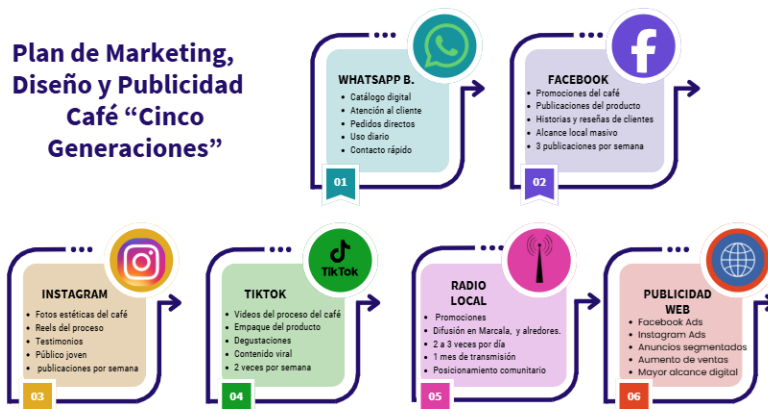 Plan de Marketing,
Diseño y Publicidad
Café “Cinco
Generaciones”
WHATSAPP B.
• Catálogo digital
• Atención al cliente
• Pedidos directos
• Uso diario
• Contacto rápido
01
FACEBOOK
• Promociones del café
• Publicaciones del producto
• Historias y reseñas de clientes
• Alcance local masivo
• 3 publicaciones por semana
02
INSTAGRAM
• Fotos estéticas del café
• Reels del proceso
• Testimonios
• Público joven
• publicaciones por semana
03
TikTok
TIKTOK
• Videos del proceso del café
• Empaque del producto
• Degustaciones
• Contenido viral
• 2 veces por semana
04
RADIO
LOCAL
• Promociones
• Difusión en Marcala, y alredores.
• 2 a 3 veces por día
• 1 mes de transmisión
• Posicionamiento comunitario
05
PUBLICIDAD
WEB
• Facebook Ads
• Instagram Ads
• Anuncios segmentados
• Aumento de ventas
• Mayor alcance digital
06